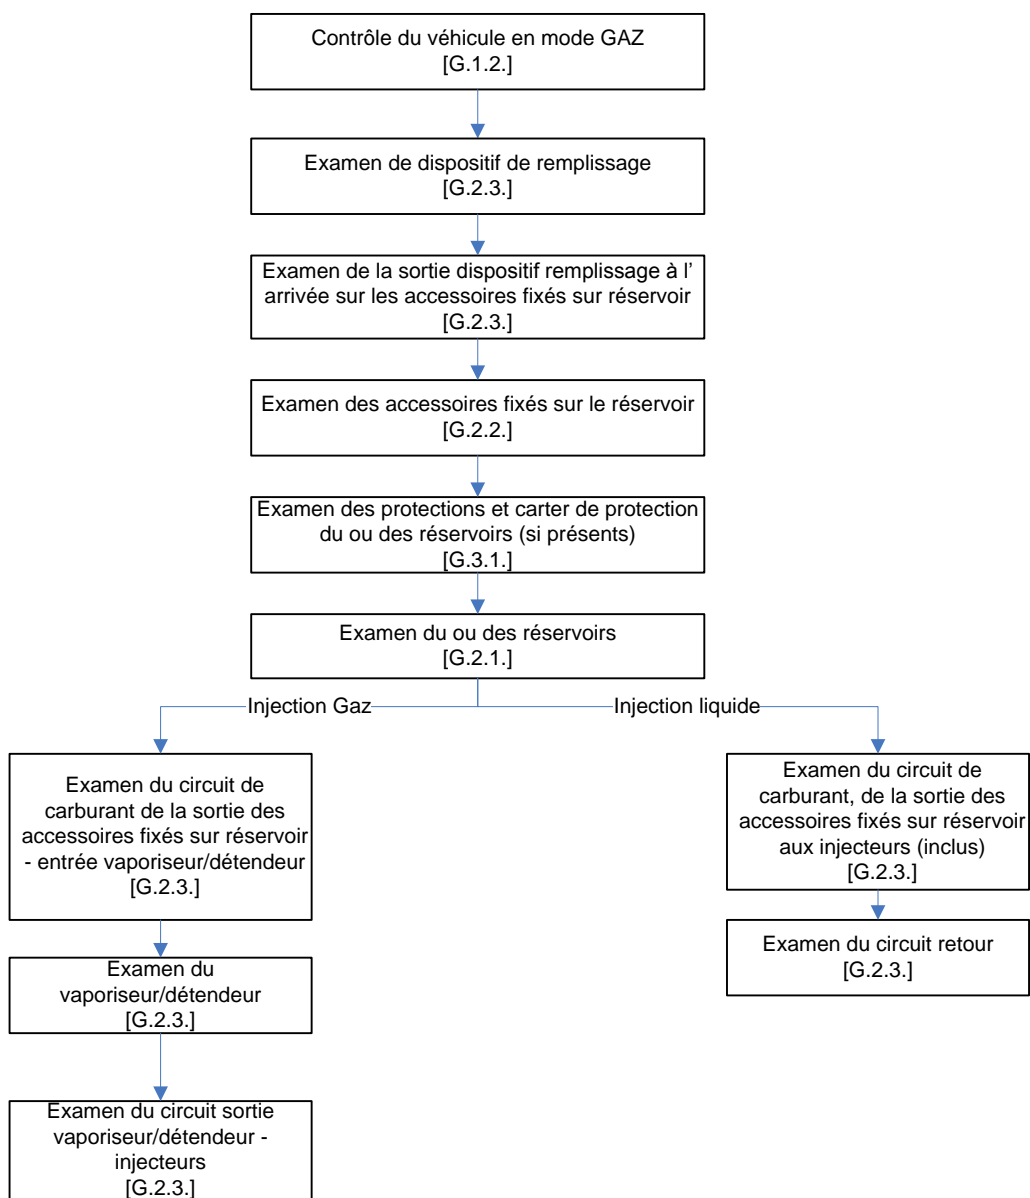 Contrôle du véhicule en mode GAZ
[G.1.2.]
Examen de dispositif de remplissage
[G.2.3.]
Examen de la sortie dispositif remplissage à l'
arrivée sur les accessoires fixés sur réservoir
[G.2.3.]
Examen des accessoires fixés sur le réservoir
[G.2.2.]
Examen des protections et carter de protection
du ou des réservoirs (si présents)
[G.3.1.]
Examen du ou des réservoirs
[G.2.1.]
Injection Gaz
Injection liquide
Examen du circuit de
carburant de la sortie des
accessoires fixés sur réservoir
- entrée vaporiseur/détendeur
[G.2.3.]
Examen du
vaporiseur/détendeur
[G.2.3.]
Examen du circuit sortie
vaporiseur/détendeur -
injecteurs
[G.2.3.]
Examen du circuit de
carburant, de la sortie des
accessoires fixés sur réservoir
aux injecteurs (inclus)
[G.2.3.]
Examen du circuit retour
[G.2.3.]